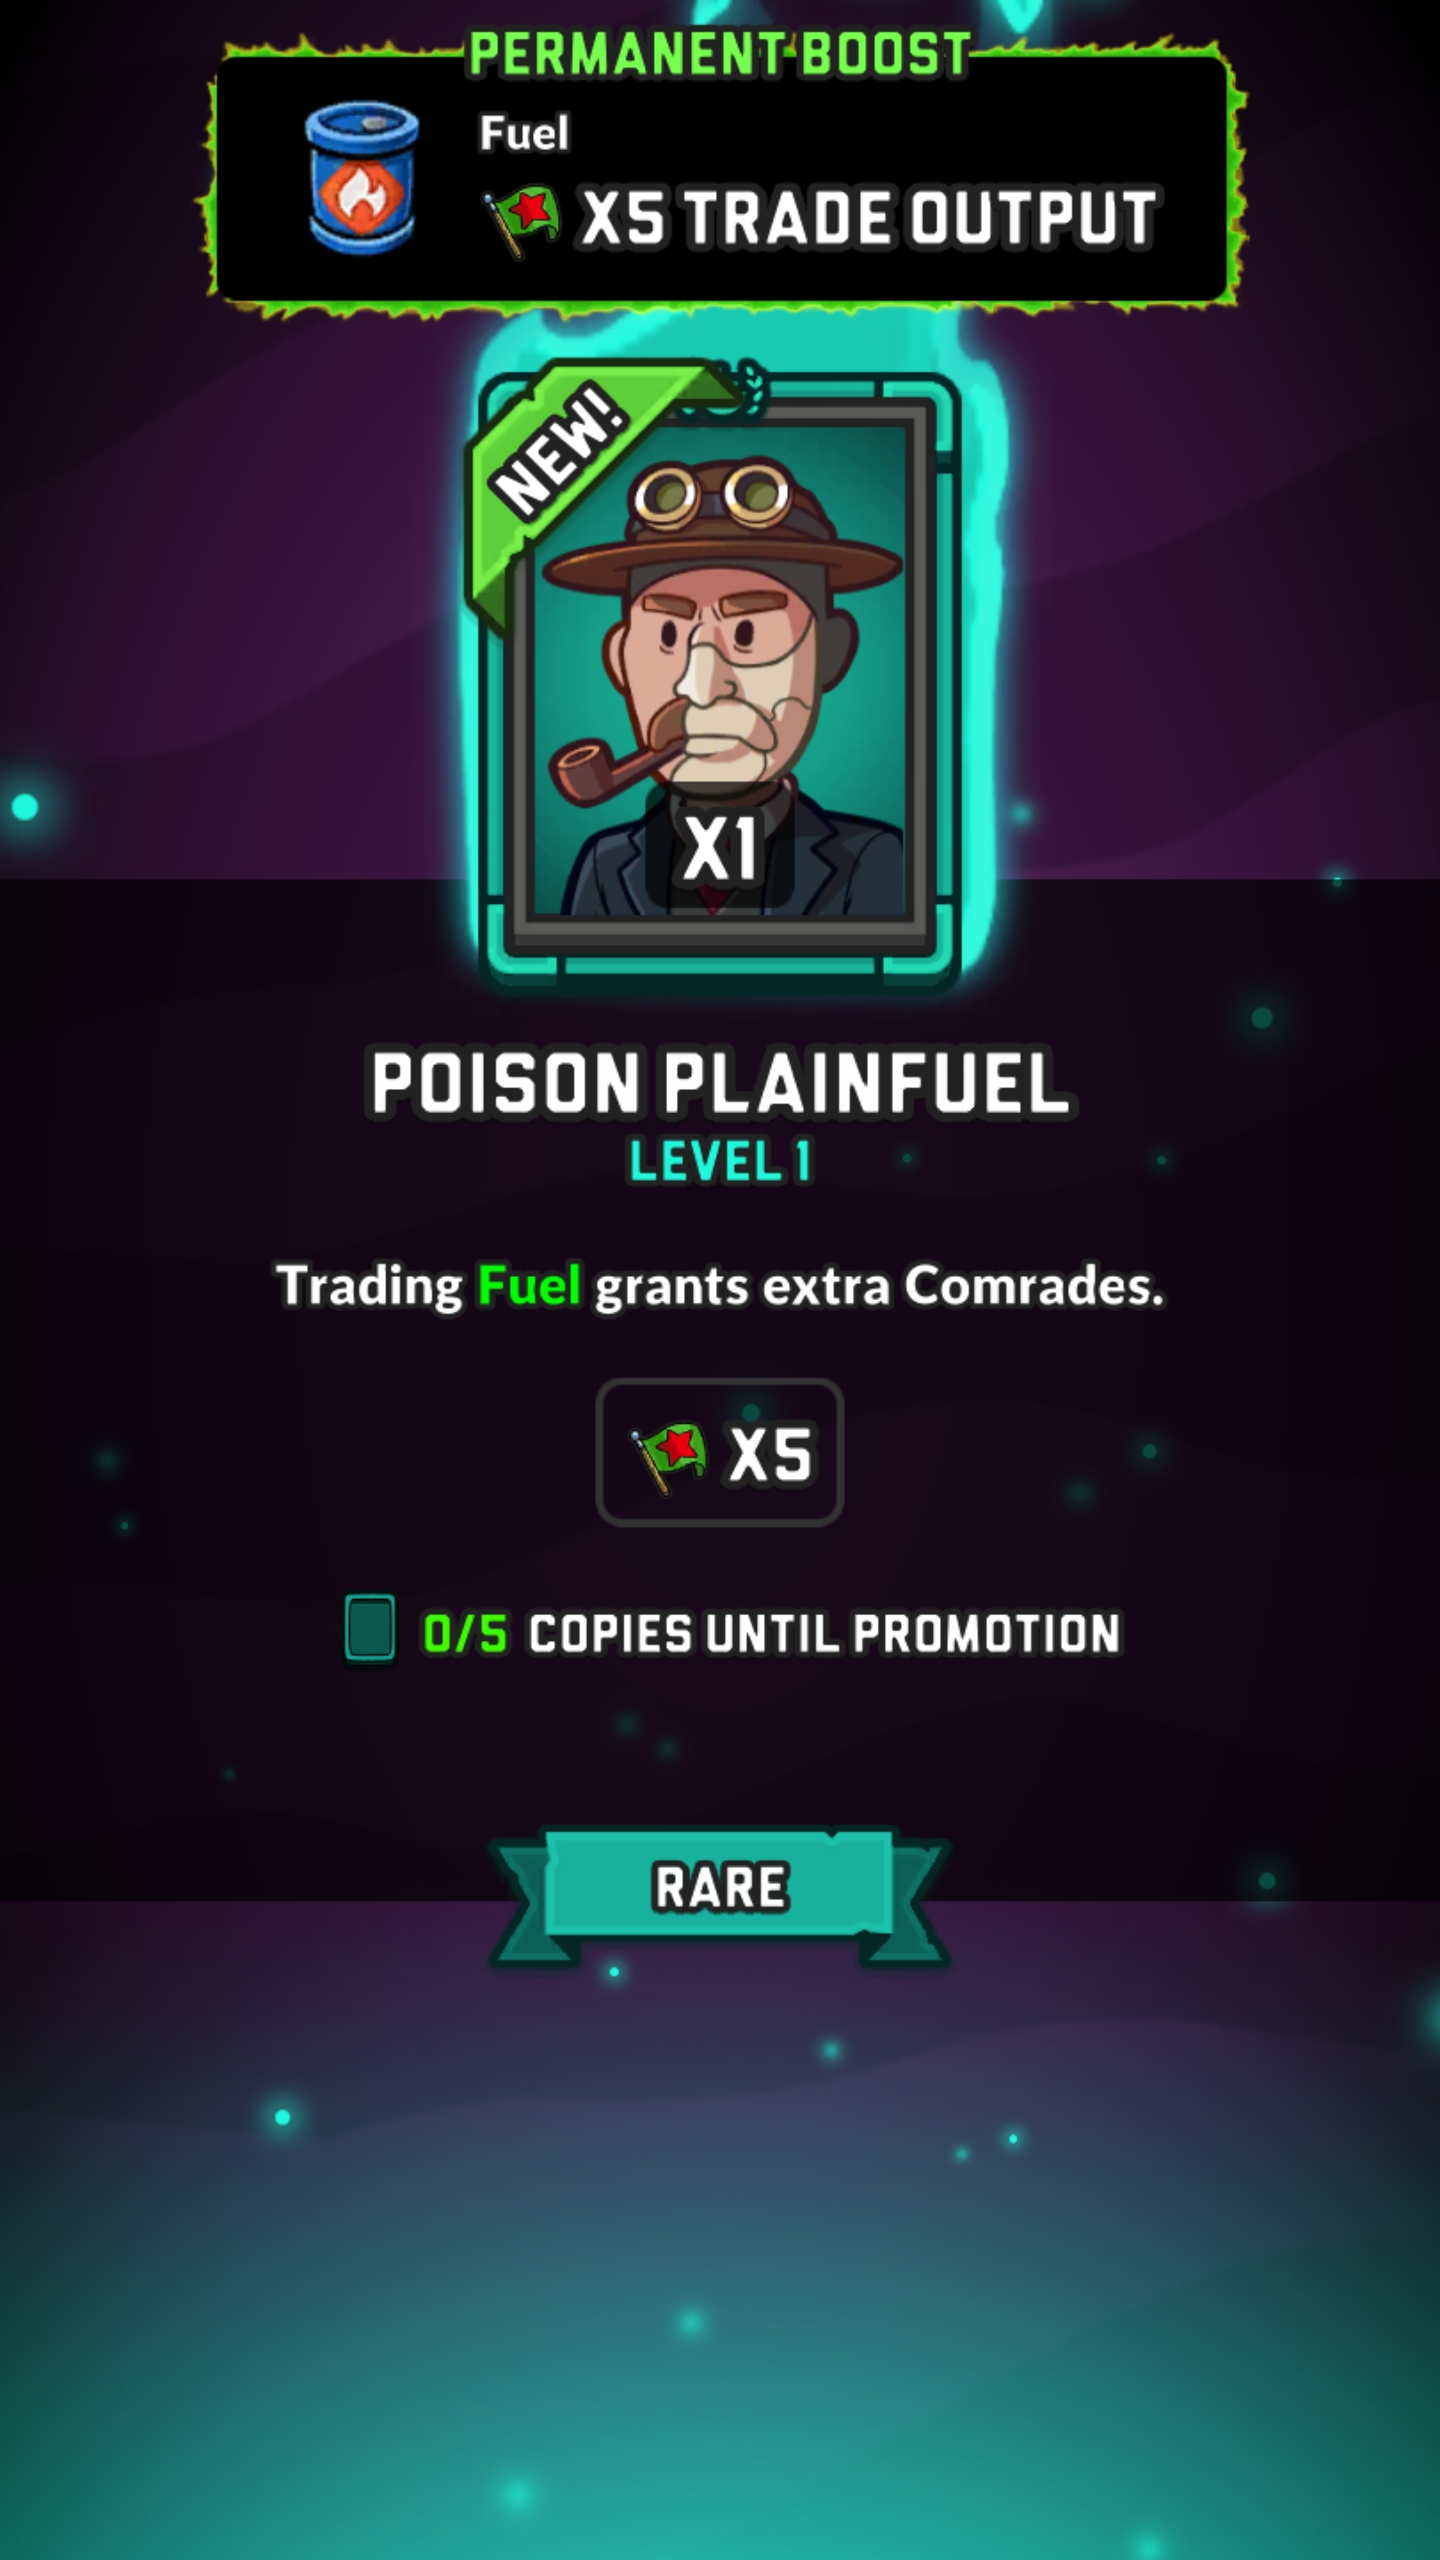 PERMANENT BOOST
Fuel
X5 TRADE OUTPUT
NEW!
X1
POISON PLAINFUEL
LEVEL 1
Trading Fuel grants extra Comrades.
X5
0/5 COPIES UNTIL PROMOTION
RARE